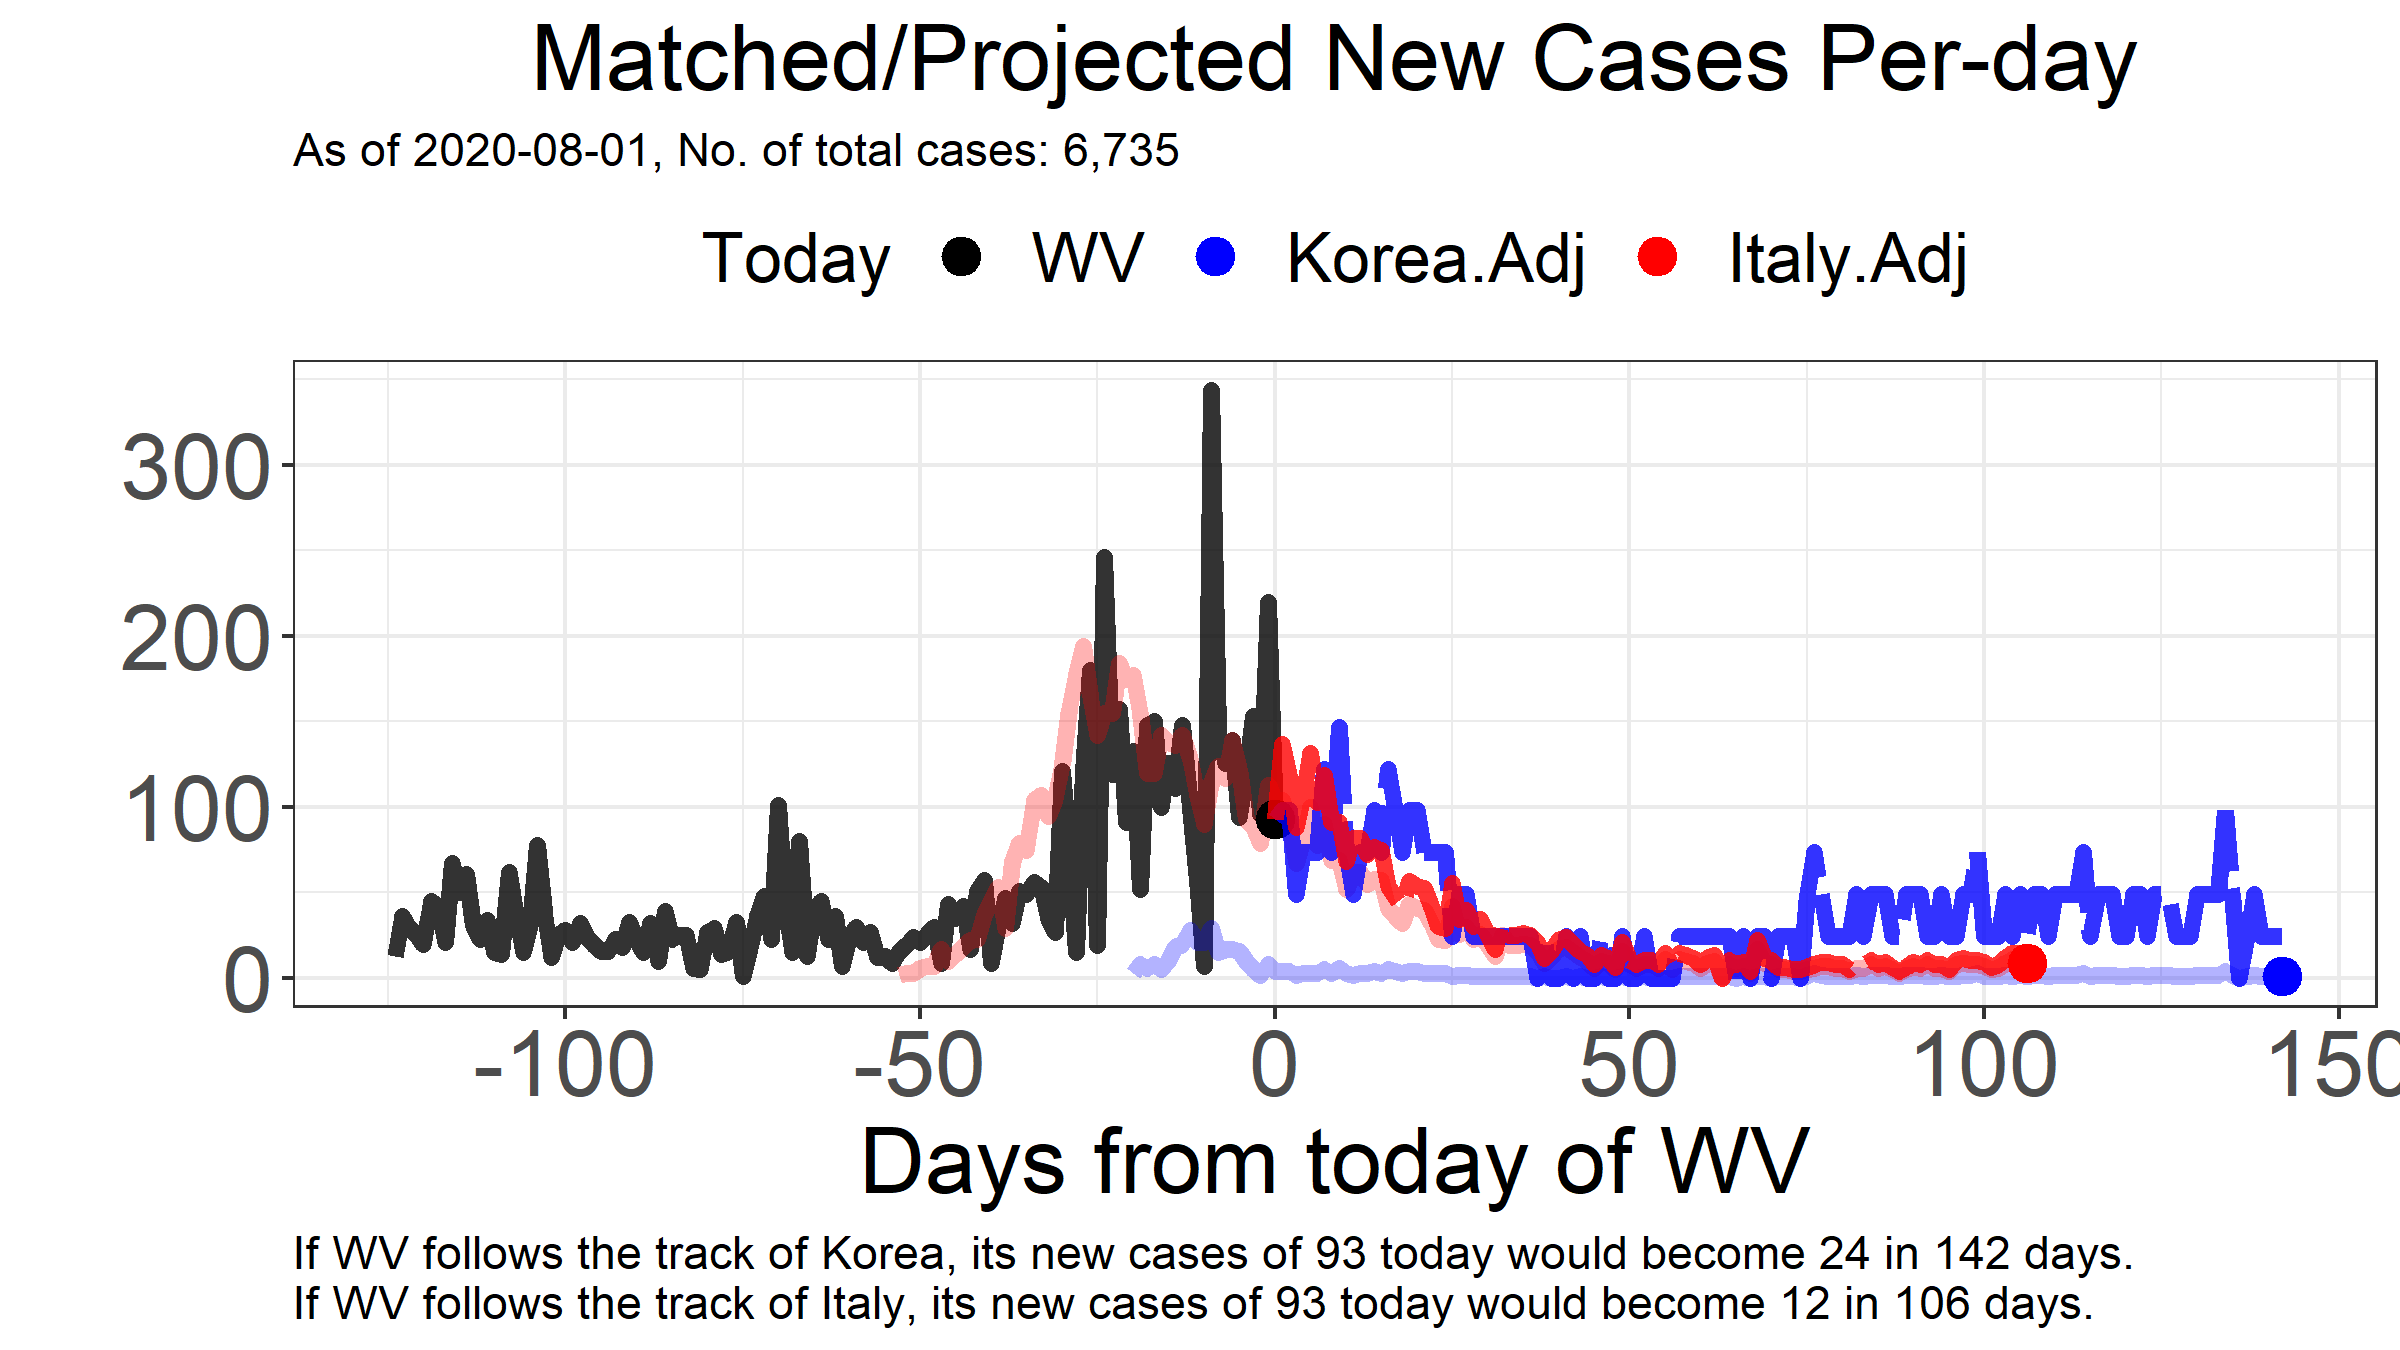 Matched/Projected New Cases Per-day
As of 2020-08-01, No. of total cases: 6,735
Today WV Korea.Adj Italy.Adj
300
200
100
0
-100 -50 0 50 100 150
Days from today of WV
If WV follows the track of Korea, its new cases of 93 today would become 24 in 142 days.
If WV follows the track of Italy, its new cases of 93 today would become 12 in 106 days.